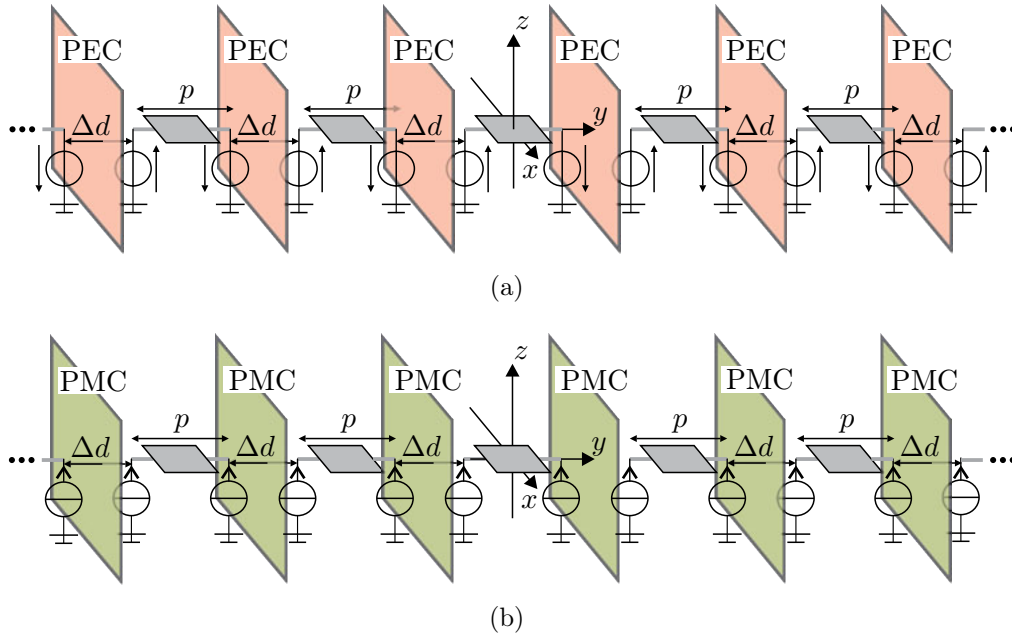 z
PEC PEC PEC PEC PEC PEC
p p p p
••• Δd Δd Δd y Δd Δd •••
x
(a)
z
PMC PMC PMC PMC PMC PMC
p p p p
••• Δd Δd Δd y Δd Δd •••
x
(b)